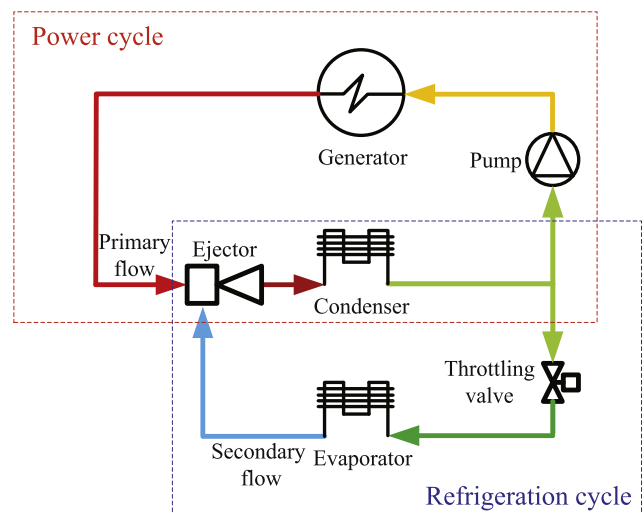 Power cycle
Generator
Pump
Primary
flow
Ejector
Condenser
Throttling
valve
Evaporator
Secondary
flow
Refrigeration cycle